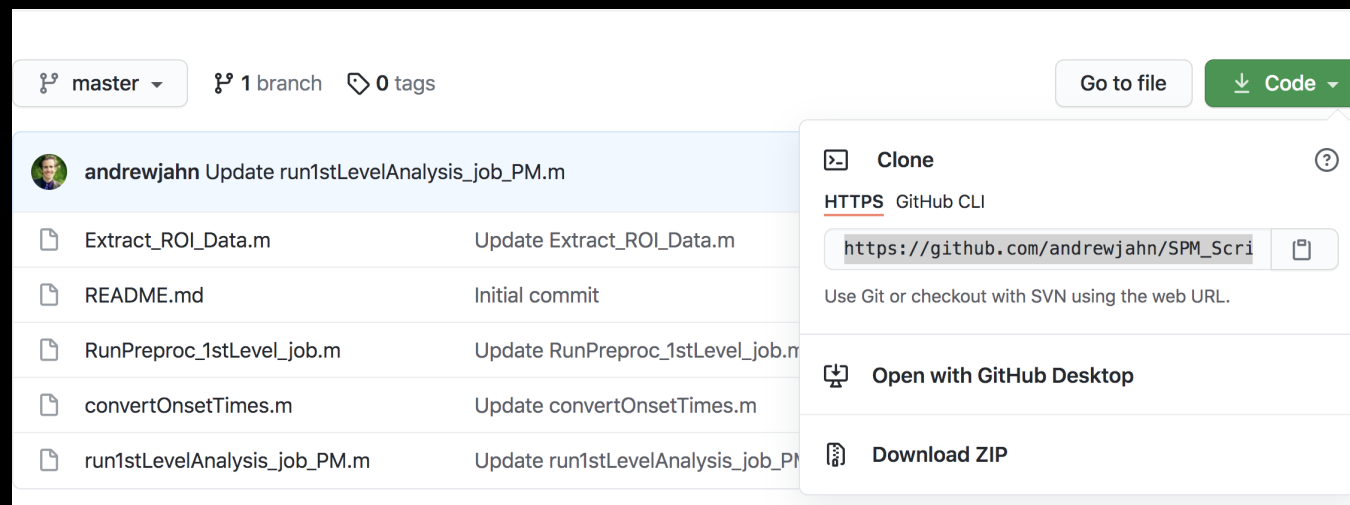 master 1 branch 0 tags Go to file Code
andrewjahn Update run1stLevelAnalysis_job_PM.m
Extract_ROI_Data.m Update Extract_ROI_Data.m
README.md Initial commit
RunPreproc_1stLevel_job.m Update RunPreproc_1stLevel_job.m
convertOnsetTimes.m Update convertOnsetTimes.m
run1stLevelAnalysis_job_PM.m Update run1stLevelAnalysis_job_PM
Clone
HTTPS GitHub CLI
https://github.com/andrewjahn/SPM_Scri
Use Git or checkout with SVN using the web URL.
Open with GitHub Desktop
Download ZIP